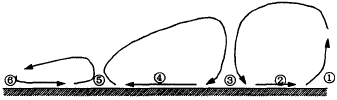 ⑥ ⑤ ④ ③ ② ①